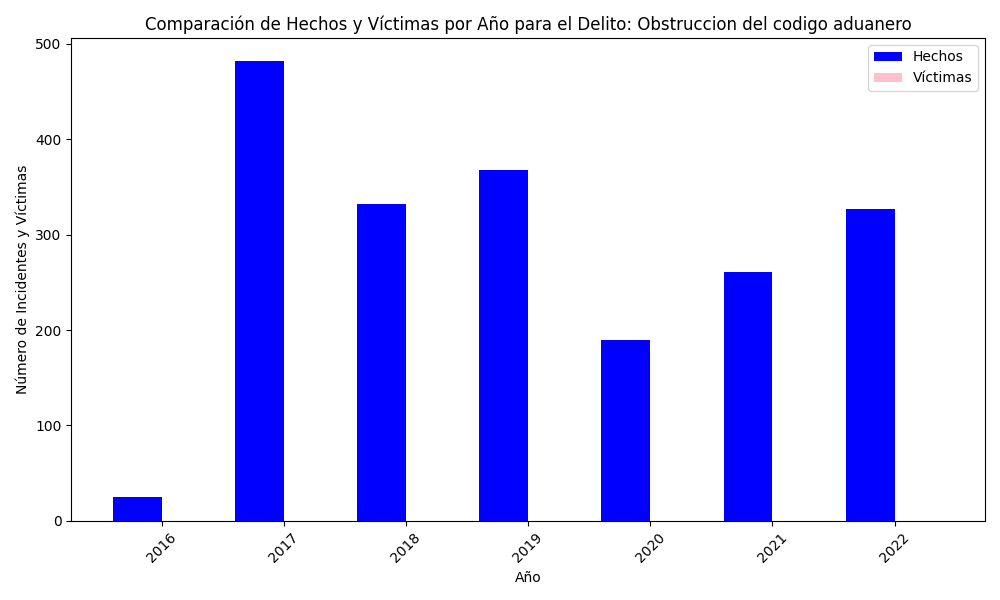 Comparación de Hechos y Víctimas por Año para el Delito: Obstruccion del codigo aduanero
Hechos
Víctimas
Número de Incidentes y Víctimas
500
400
300
200
100
0
2016
2017
2018
2019
2020
2021
2022
Año